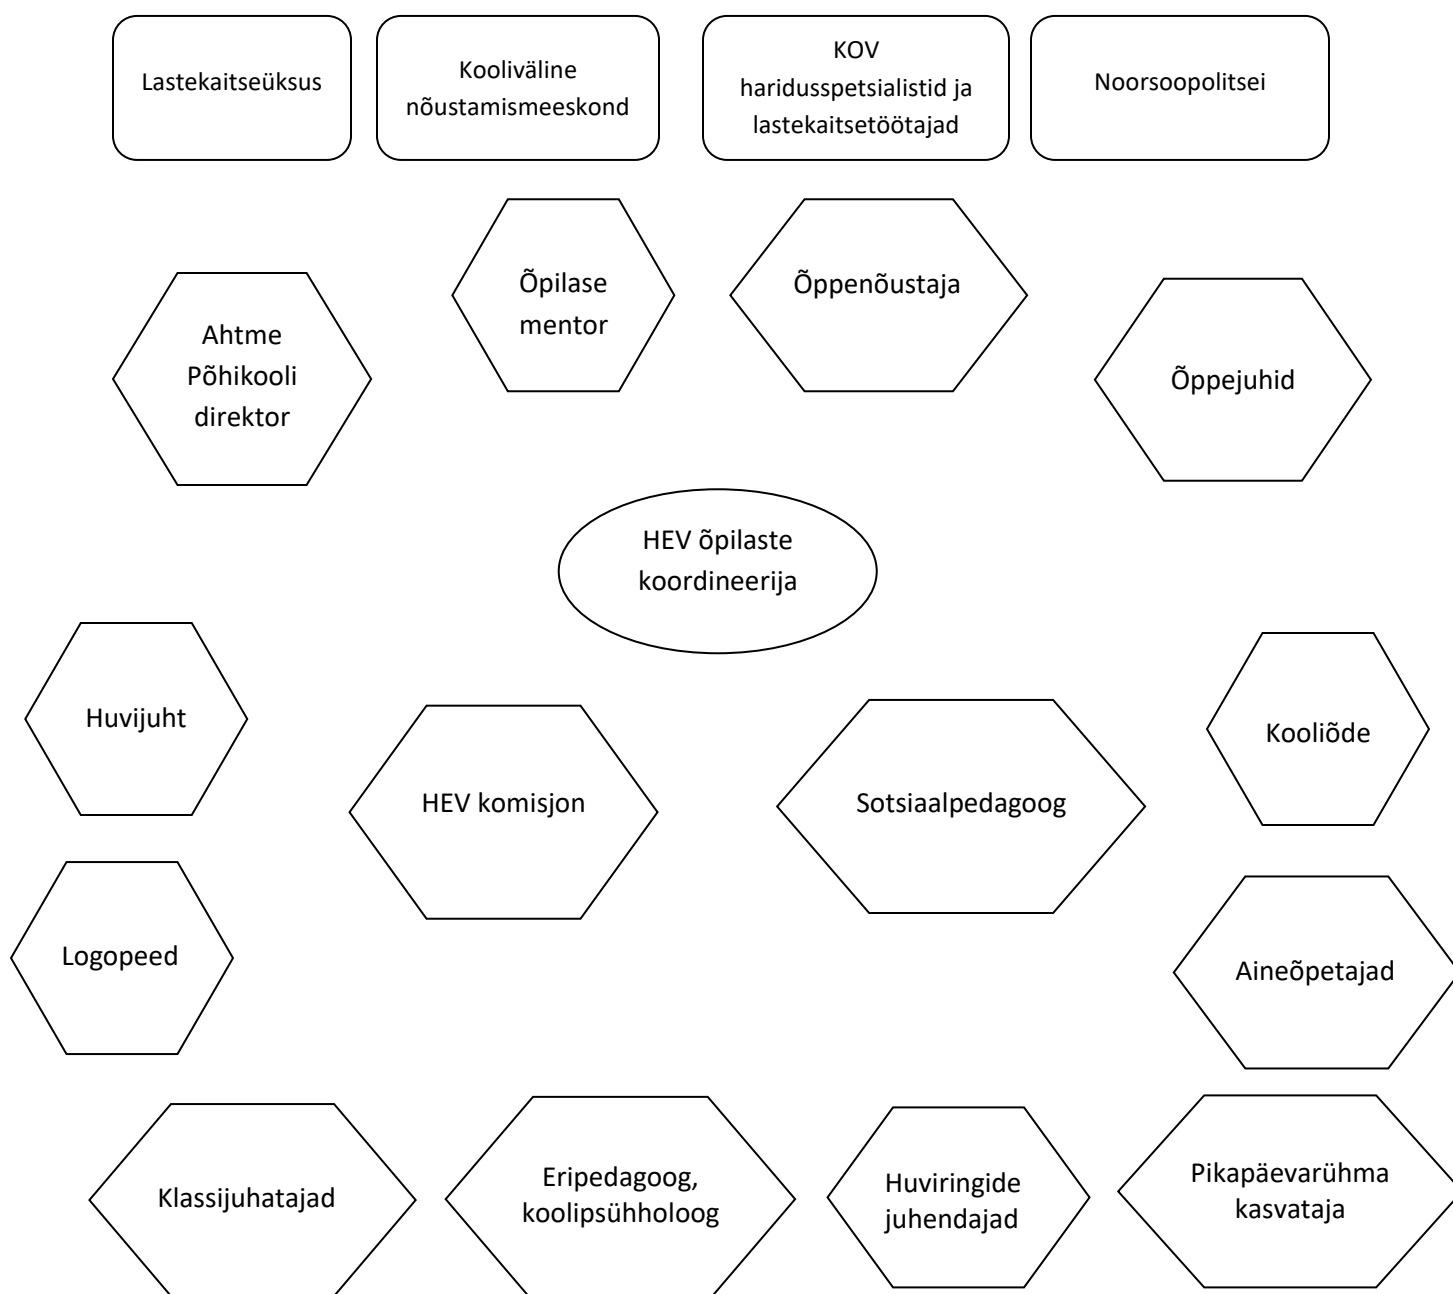 Lastekaitseüksus
Kooliväline
nõustamismeeskond
KOV
haridusspetsialistid ja
lastekaitsetöötajad
Noorsoopolitsei
Ahtme
Põhikooli
direktor
Õpilase
mentor
Õppenõustaja
Õppejuhid
HEV õpilaste
koordineerija
Huvijuht
HEV komisjon
Sotsiaalpedagoog
Kooliõde
Logopeed
Aineõpetajad
Klassijuhatajad
Eripedagoog,
koolipsühholoog
Huviringide
juhendajad
Pikapäevarühma
kasvataja